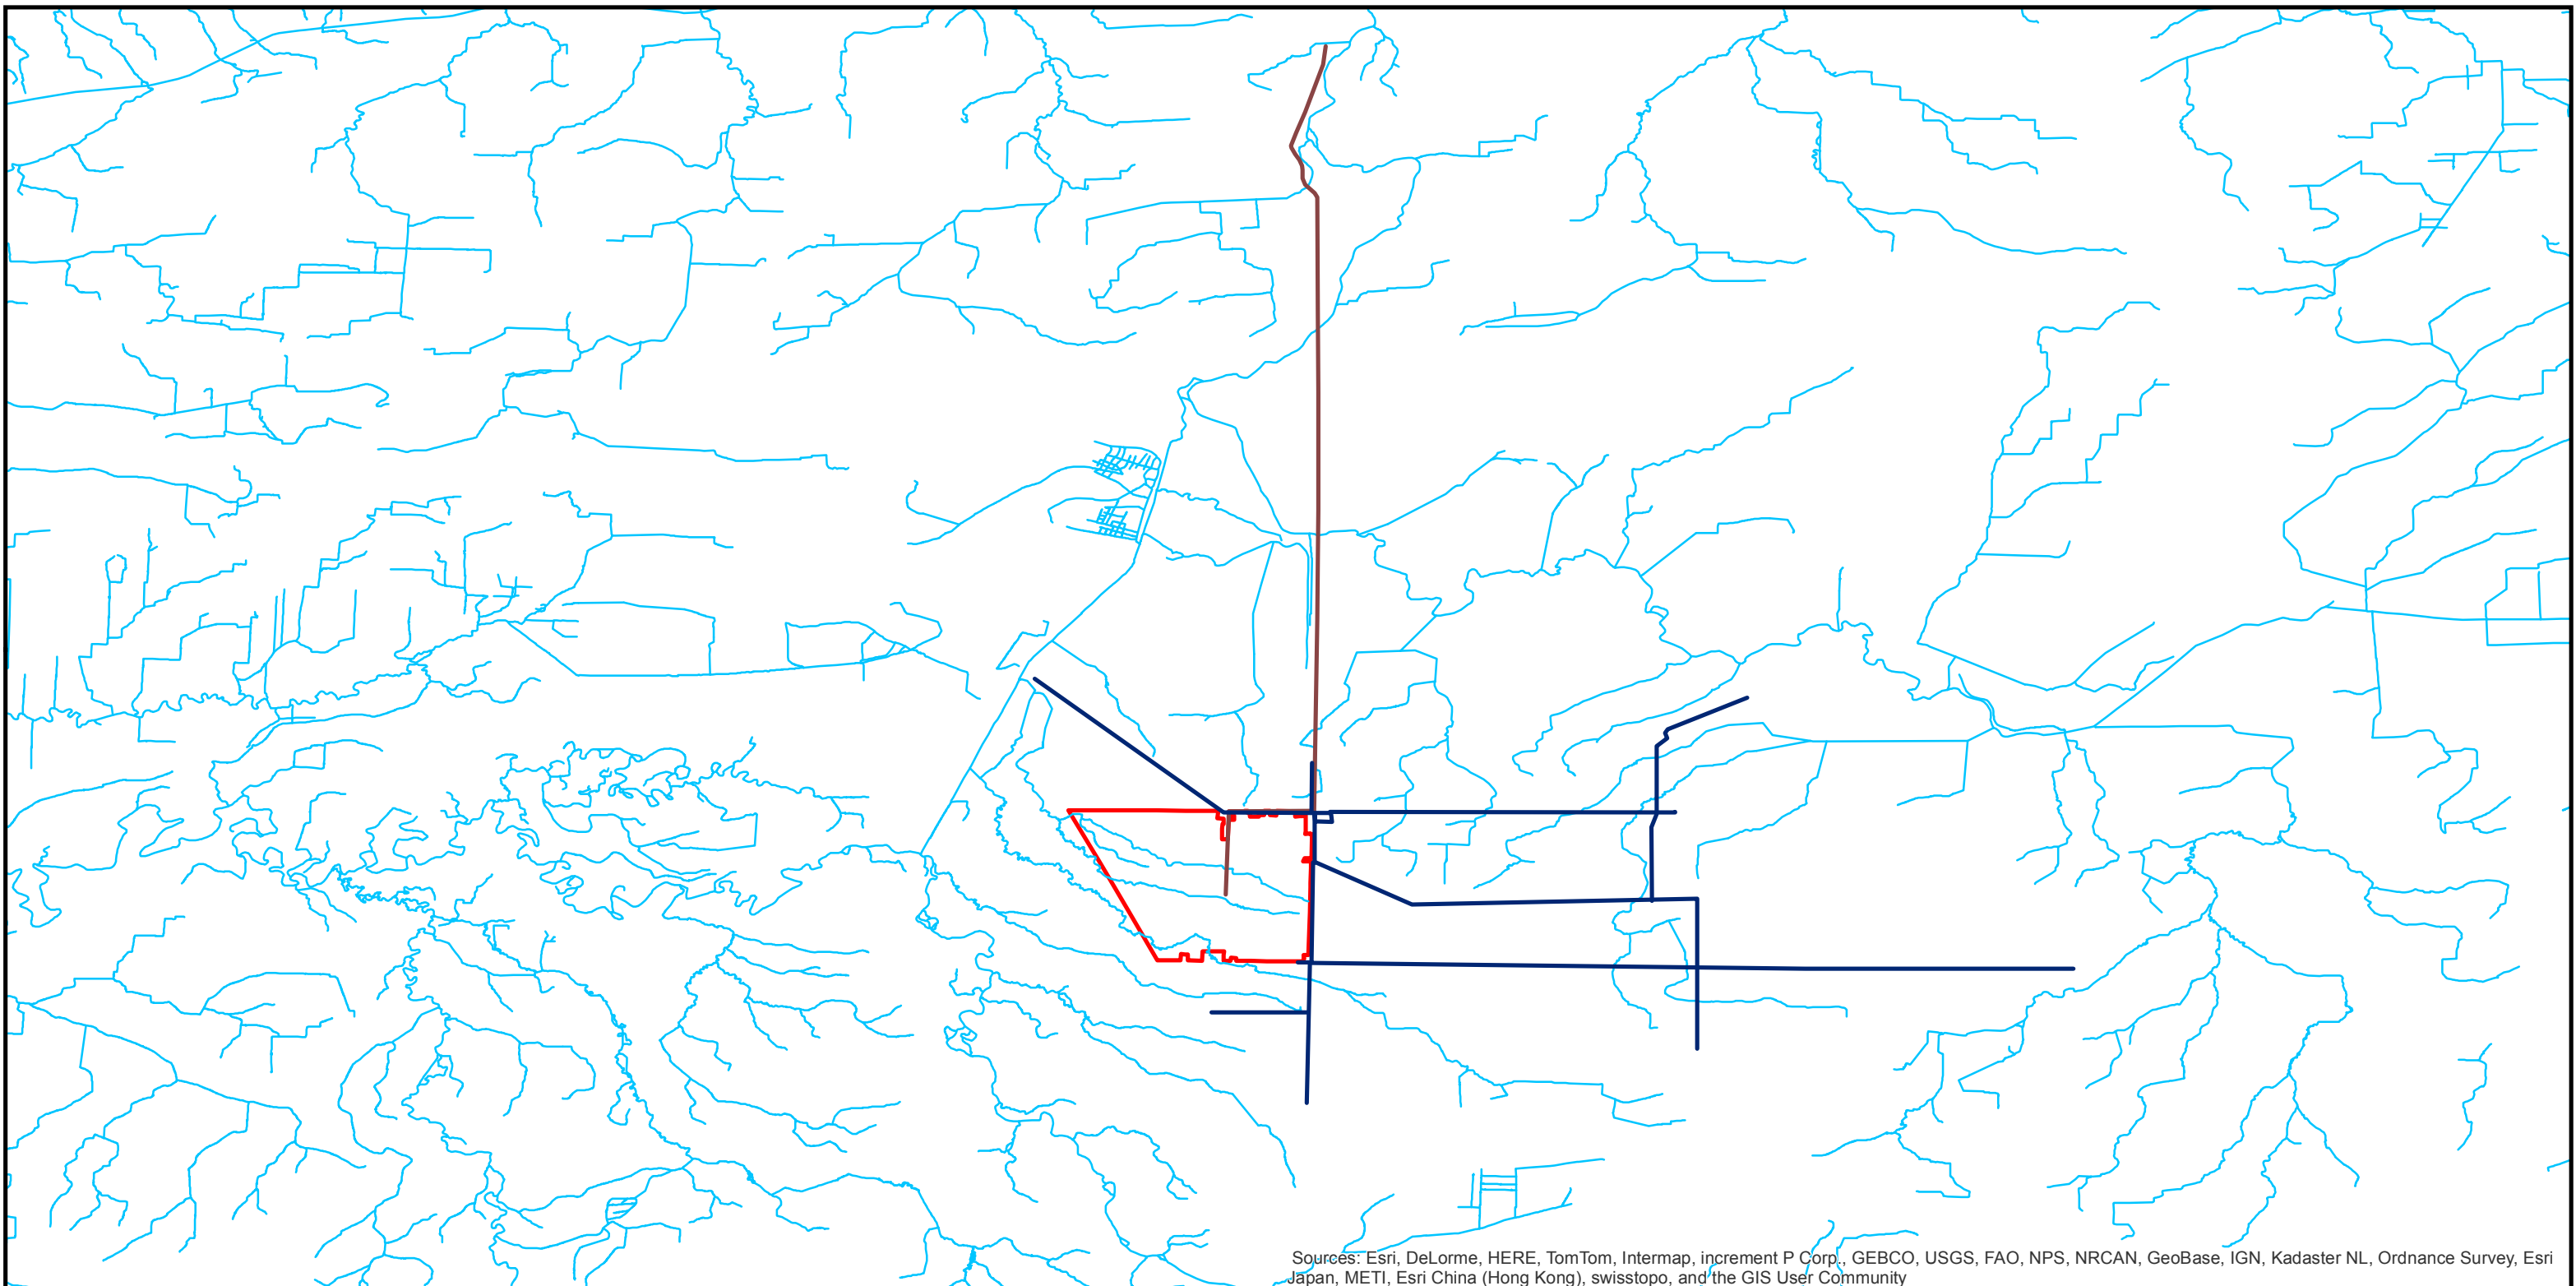 Sources: Esri, DeLorme, HERE, TomTom, Intermap, increment P Corp., GEBCO, USGS, FAO, NPS, NRCAN, GeoBase, IGN, Kadaster NL, Ordnance Survey, Esri
Japan, METI, Esri China (Hong Kong), swisstopo, and the GIS User Community